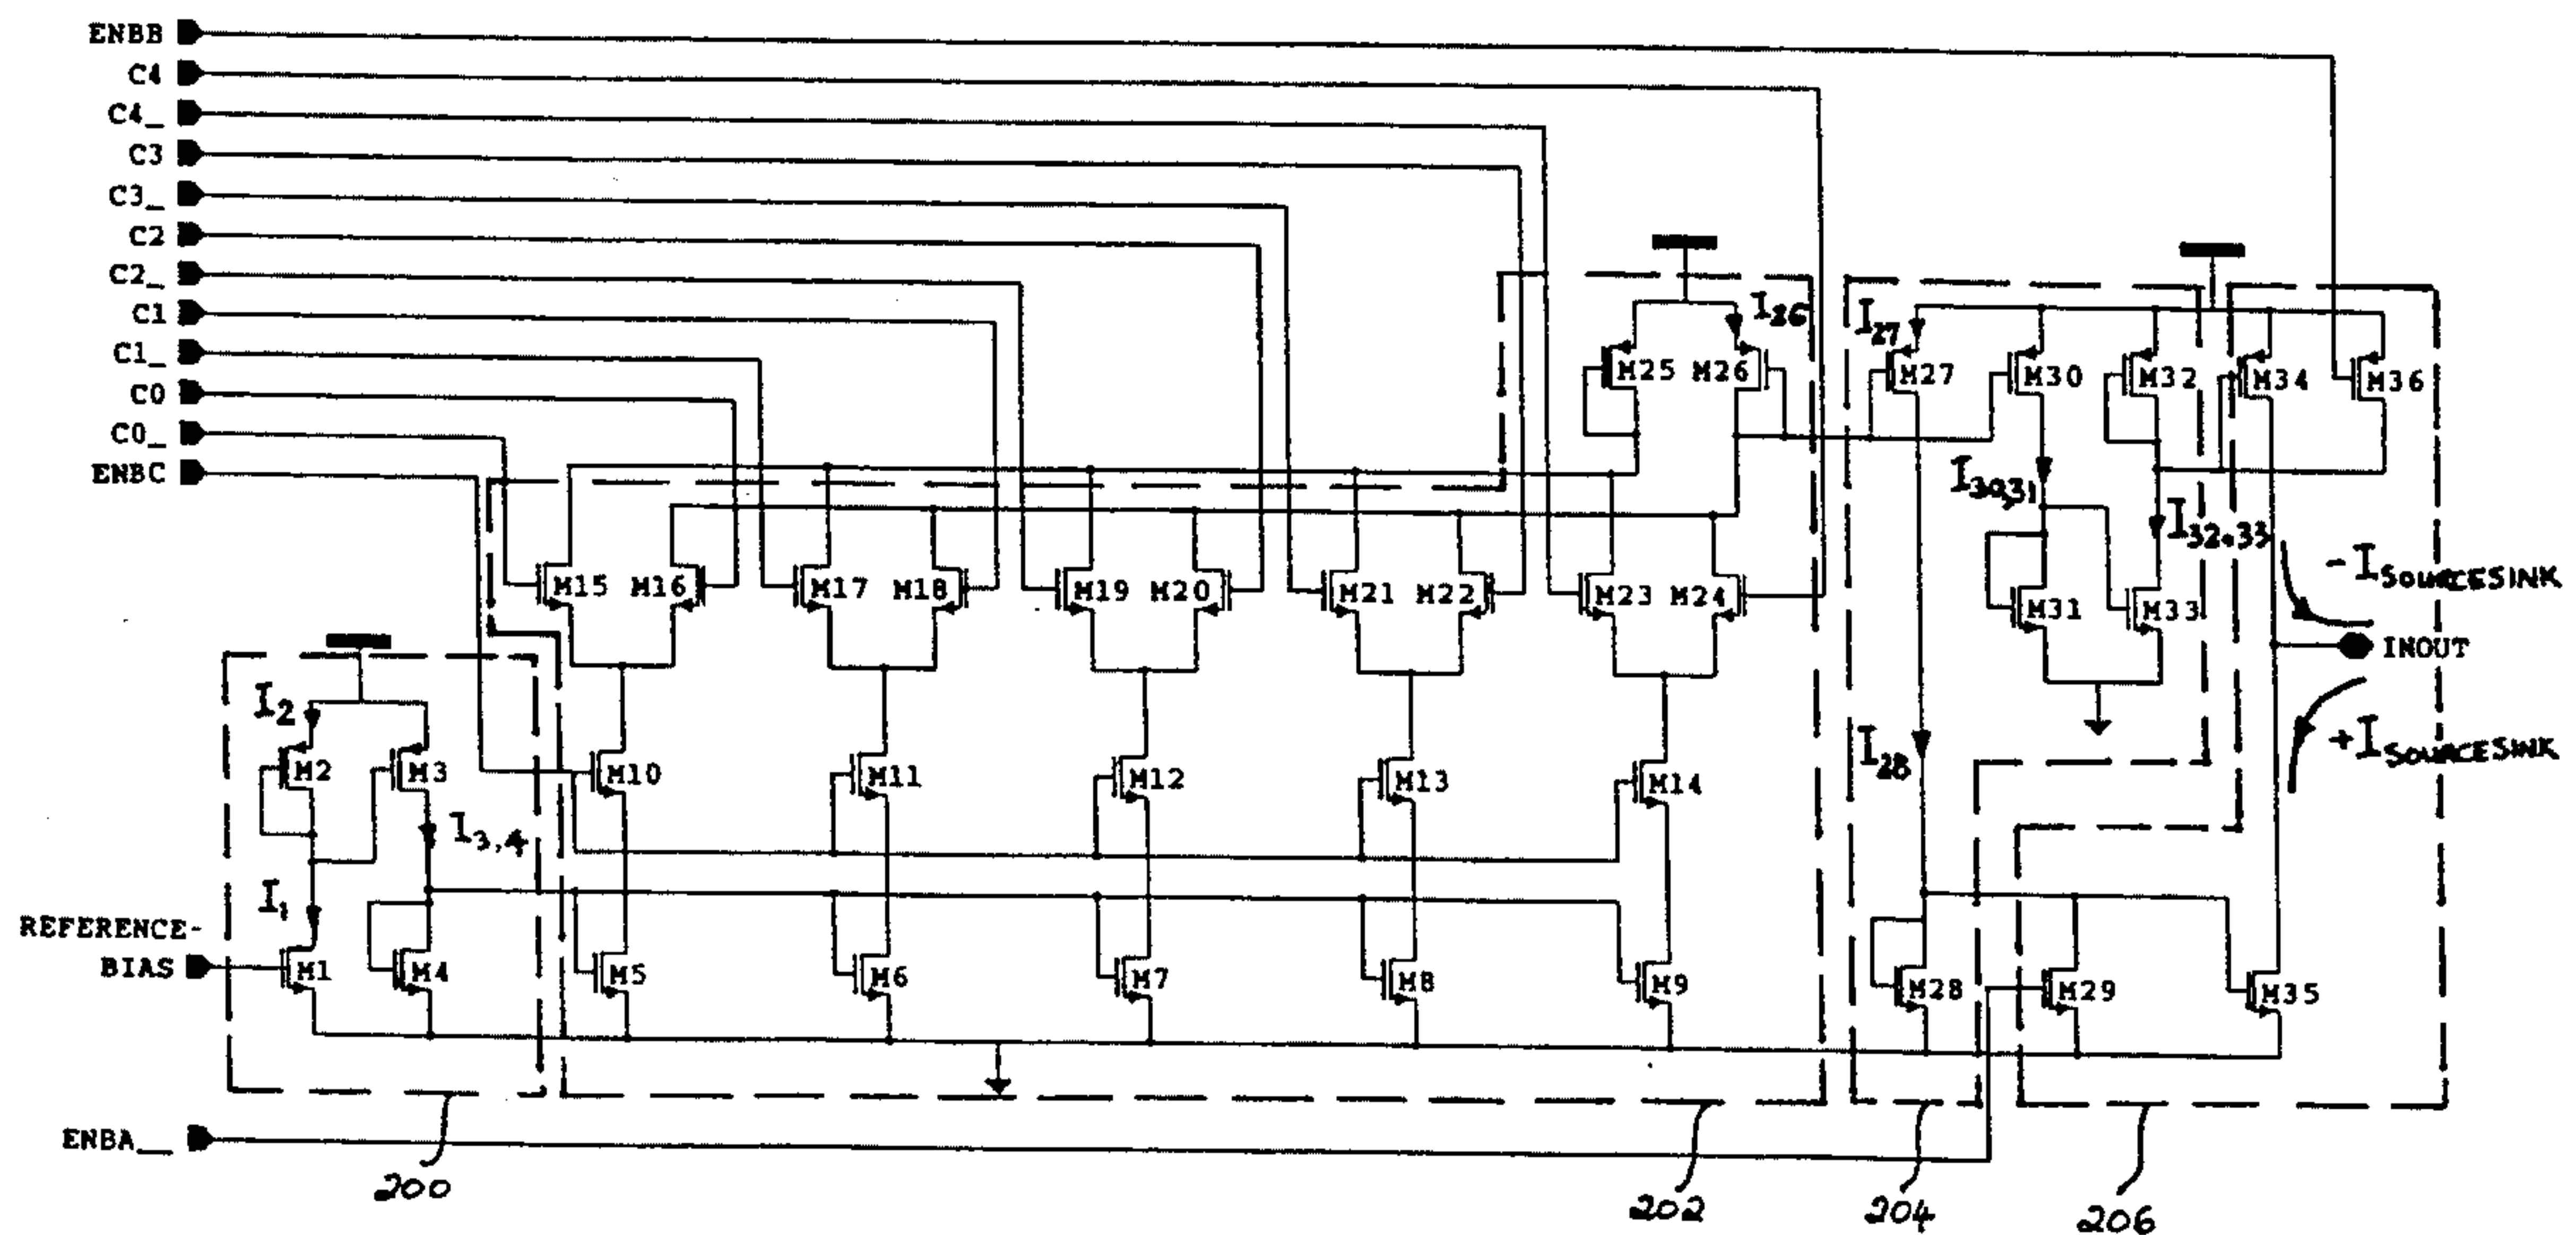 ENBB
C4
C4_
C3
C3_
C2
C2_
C1
C1_
C0
C0_
ENBC
I26
I27
M25 M26 M27 M30 M32 M34 M36
I30,31
I32,33
M15 M16 M17 M18 M19 M20 M21 M22 M23 M24 M31 M33
-ISOURCESINK
INOUT
+ISOURCESINK
I2
M2 M3 M10 M11 M12 M13 M14
I28
I3,4
I1
REFERENCE-
BIAS
M1 M4 M5 M6 M7 M8 M9 M28 M29 M35
ENBA__
200
202
204
206